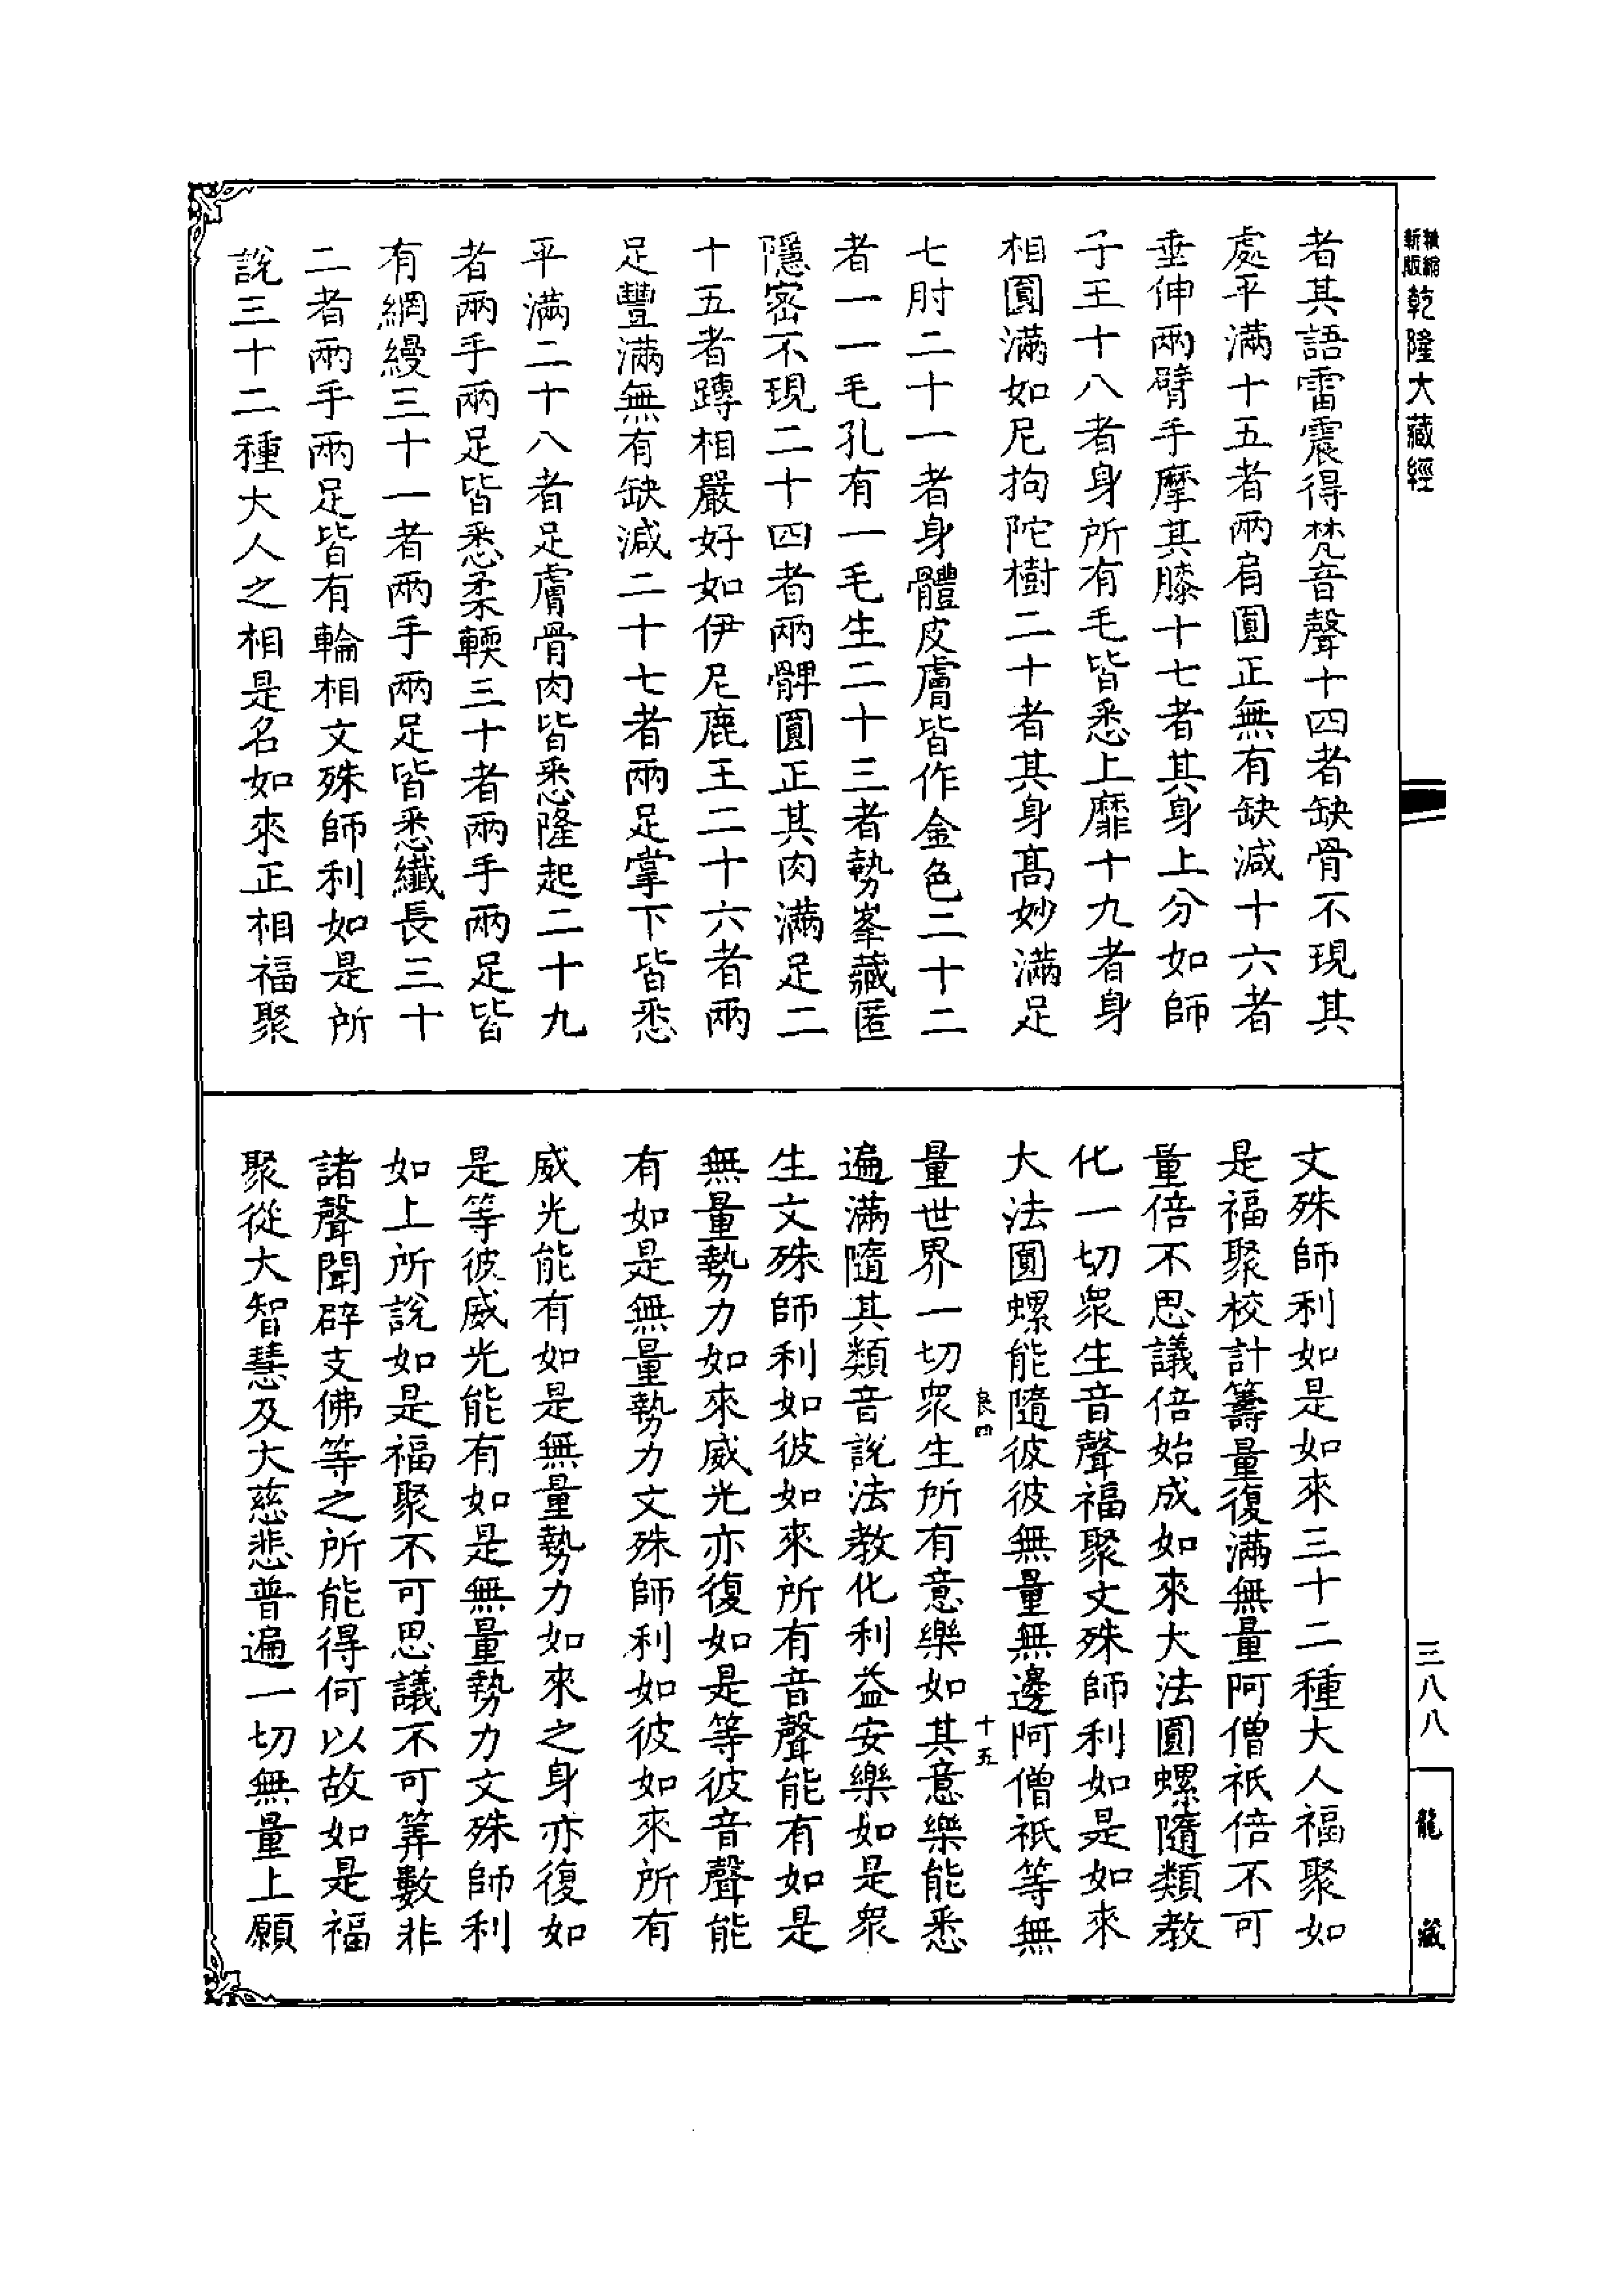 精縮
新版
乾隆大藏經
者其語雷震得梵音聲十四者缺骨不現其
處平滿十五者兩肩圓正無有缺減十六者
垂伸兩臂手摩其膝十七者其身上分如師
子王十八者身所有毛皆悉上靡十九者身
相圓滿如尼拘陀樹二十者其身高妙滿足
七肘二十一者身體皮膚皆作金色二十二
者一一毛孔有一毛生二十三者勢峯藏匿
隱密不現二十四者兩髀圓正其肉滿足二
十五者䏝相嚴好如伊尼鹿王二十六者兩
足豐滿無有缺減二十七者兩足掌下皆悉
平滿二十八者足膚骨肉皆悉隆起二十九
者兩手兩足皆悉柔輭三十者兩手兩足皆
有網縵三十一者兩手兩足皆悉纖長三十
二者兩手兩足皆有輪相文殊師利如是所
說三十二種大人之相是名如來正相福聚
文殊師利如是如來三十二種大人福聚如
是福聚校計籌量復滿無量阿僧祇倍不可
量倍不思議倍始成如來大法圓螺隨類教
化一切衆生音聲福聚文殊師利如是如來
大法圓螺能隨彼彼無量無邊阿僧祇等無
良四
十五
量世界一切衆生所有意樂如其意樂能悉
遍滿隨其類音說法教化利益安樂如是衆
生文殊師利如彼如來所有音聲能有如是
無量勢力如來威光亦復如是等彼音聲能
有如是無量勢力文殊師利如彼如來所有
威光能有如是無量勢力如來之身亦復如
是等彼威光能有如是無量勢力文殊師利
如上所說如是福聚不可思議不可筭數非
諸聲聞辟支佛等之所能得何以故如是福
聚從大智慧及大慈悲普遍一切無量上願
三八八
龍藏